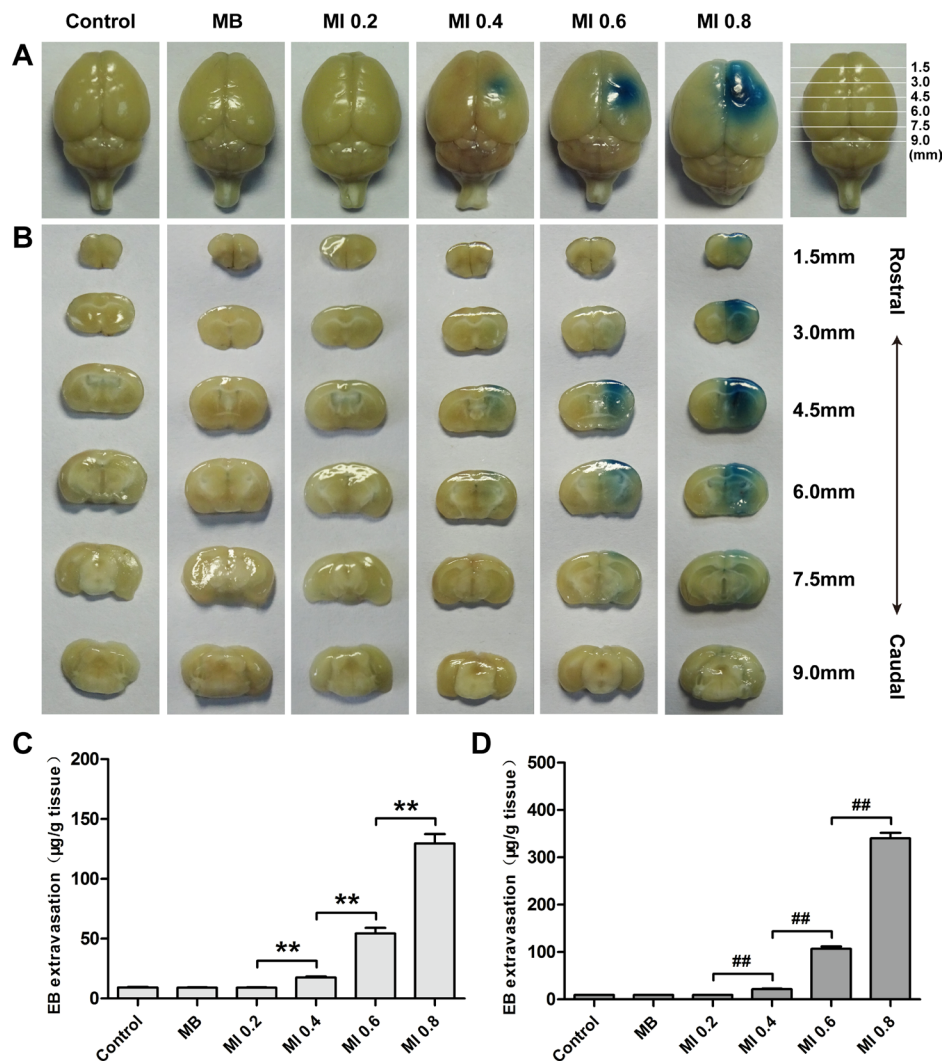 Control MB MI 0.2 MI 0.4 MI 0.6 MI 0.8
A
1.5
3.0
4.5
6.0
7.5
9.0
(mm)
B
1.5mm
Rostral
3.0mm
4.5mm
6.0mm
7.5mm
Caudal
9.0mm
C
EB extravasation（μg/g tissue）
200
150
100
50
0
**
**
**
Control MB MI 0.2 MI 0.4 MI 0.6 MI 0.8
D
EB extravasation（μg/g tissue）
500
400
300
200
100
0
##
##
##
Control MB MI 0.2 MI 0.4 MI 0.6 MI 0.8